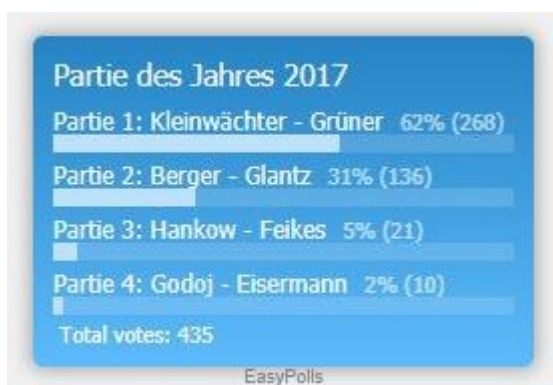 Partie des Jahres 2017
Partie 1: Kleinwächter - Grüner 62% (268)
Partie 2: Berger - Glantz 31% (136)
Partie 3: Hankow - Feikes 5% (21)
Partie 4: Godoj - Eisermann 2% (10)
Total votes: 435
EasyPolls